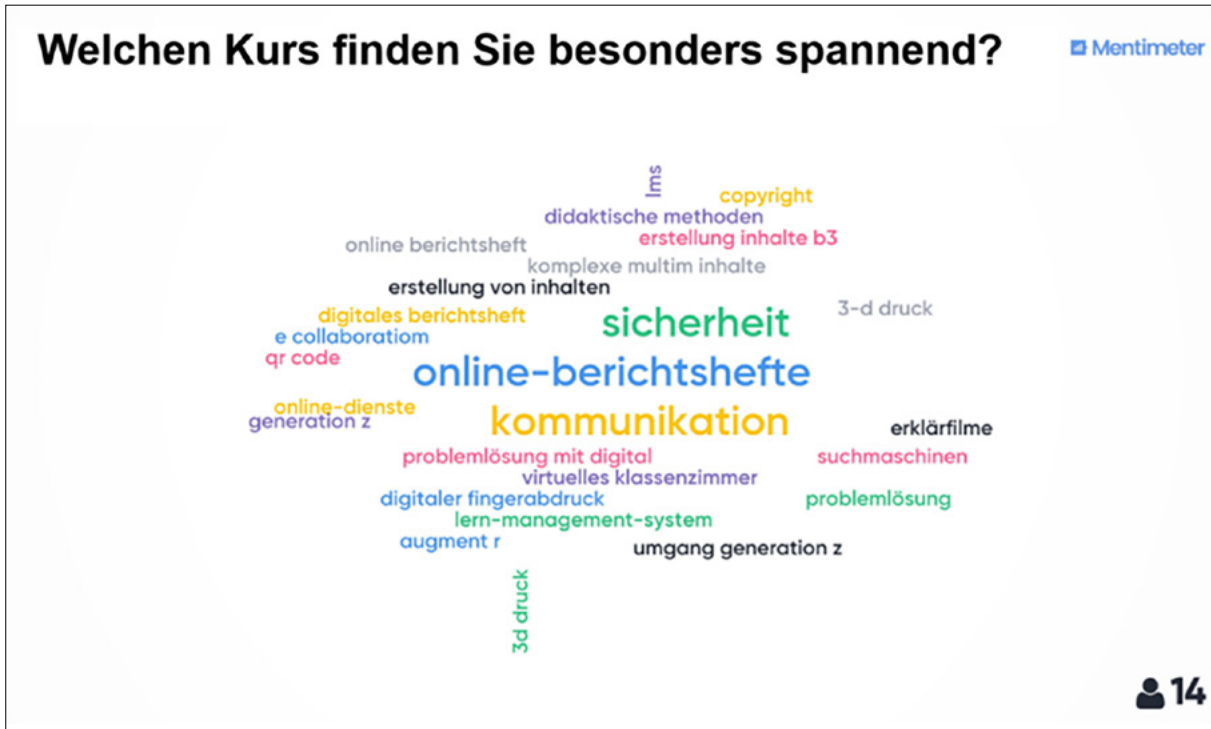 Welchen Kurs finden Sie besonders spannend?
Mentimeter
lms
copyright
didaktische methoden
erstellung inhalte b3
online berichtsheft
komplexe multim inhalte
erstellung von inhalten
3-d druck
digitales berichtsheft
sicherheit
e collaboratiom
qr code
online-berichtshefte
online-dienste
generation z
kommunikation
erklärfilme
problemlösung mit digital
suchmaschinen
virtuelles klassenzimmer
digitaler fingerabdruck
problemlösung
lern-management-system
augment r
umgang generation z
3d druck
14